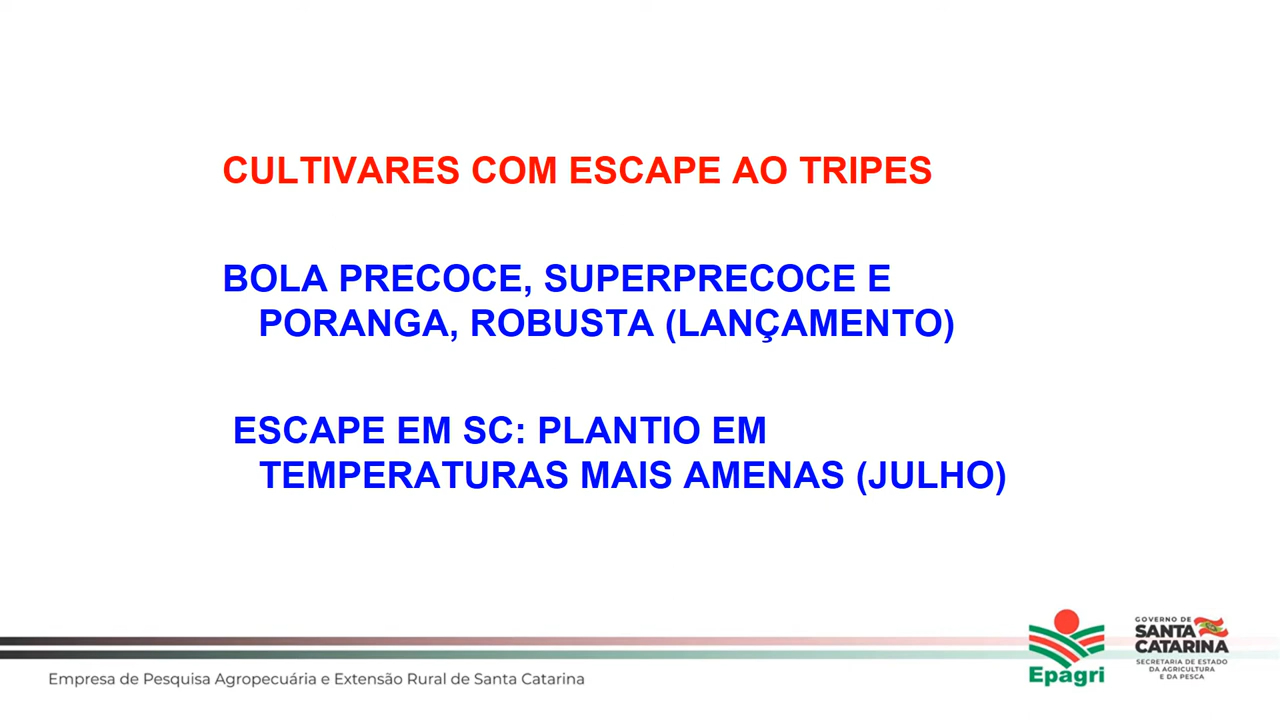 CULTIVARES COM ESCAPE AO TRIPES
BOLA PRECOCE, SUPERPRECOCE E
PORANGA, ROBUSTA (LANÇAMENTO)
ESCAPE EM SC: PLANTIO EM
TEMPERATURAS MAIS AMENAS (JULHO)
Empresa de Pesquisa Agropecuária e Extensão Rural de Santa Catarina
Epagri
GOVERNO DE
SANTA
CATARINA
SECRETARIA DE ESTADO
DA AGRICULTURA
E DA PESCA